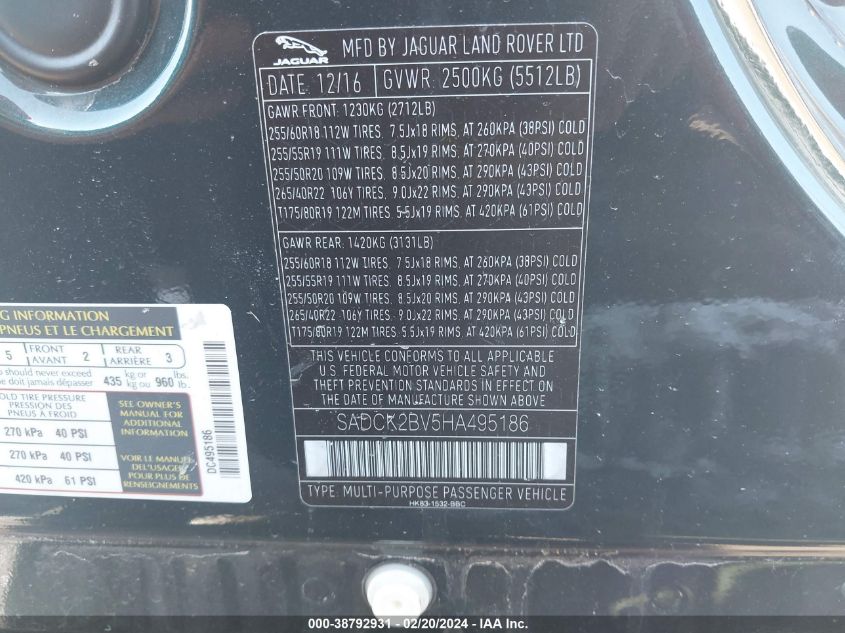 JAGUAR
MFD BY JAGUAR LAND ROVER LTD
DATE: 12/16 GVWR: 2500KG (5512LB)
GAWR FRONT: 1230KG (2712LB)
255/60R18 112W TIRES, 7.5Jx18 RIMS, AT 260KPA (38PSI) COLD
255/55R19 111W TIRES, 8.5Jx19 RIMS, AT 270KPA (40PSI) COLD
255/50R20 109W TIRES, 8.5Jx20 RIMS, AT 290KPA (43PSI) COLD
265/40R22 106Y TIRES, 9.0Jx22 RIMS, AT 290KPA (43PSI) COLD
T175/80R19 122M TIRES, 5.5Jx19 RIMS, AT 420KPA (61PSI) COLD
GAWR REAR: 1420KG (3131LB)
255/60R18 112W TIRES, 7.5Jx18 RIMS, AT 260KPA (38PSI) COLD
255/55R19 111W TIRES, 8.5Jx19 RIMS, AT 270KPA (40PSI) COLD
255/50R20 109W TIRES, 8.5Jx20 RIMS, AT 290KPA (43PSI) COLD
265/40R22 106Y TIRES, 9.0Jx22 RIMS, AT 290KPA (43PSI) COLD
T175/80R19 122M TIRES, 5.5Jx19 RIMS, AT 420KPA (61PSI) COLD
THIS VEHICLE CONFORMS TO ALL APPLICABLE
U.S. FEDERAL MOTOR VEHICLE SAFETY AND
THEFT PREVENTION STANDARDS IN EFFECT ON
THE DATE OF MANUFACTURE SHOWN ABOVE
SADCK2BV5HA495186
TYPE: MULTI-PURPOSE PASSENGER VEHICLE
HK83-1532-BBC
INFORMATION
PNEUS ET LE CHARGEMENT
5 FRONT AVANT 2 REAR ARRIÈRE 3
should never exceed
doit jamais dépasser 435 kg or kg ou 960 lbs.
TIRE PRESSURE
PRESSION DES
PNEUS A FROID
270 kPa 40 PSI
270 kPa 40 PSI
420 kPa 61 PSI
SEE OWNER'S
MANUAL FOR
ADDITIONAL
INFORMATION
VOIR LE MANUEL
DE L'USAGER
POUR PLUS DE
RENSEIGNEMENTS
DC495186
000-38792931 - 02/20/2024 - IAAI.COM